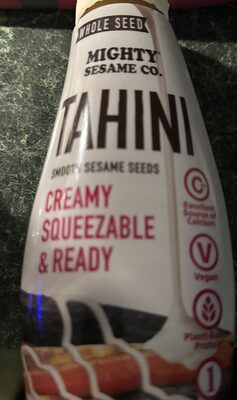 WHOLE SEED
MIGHTY
SESAME CO.
TAHINI
SMOOTH SESAME SEEDS
CREAMY
SQUEEZABLE
& READY
C
Excellent
Source of
Calcium
V
Vegan
Plant-Based
Protein
1